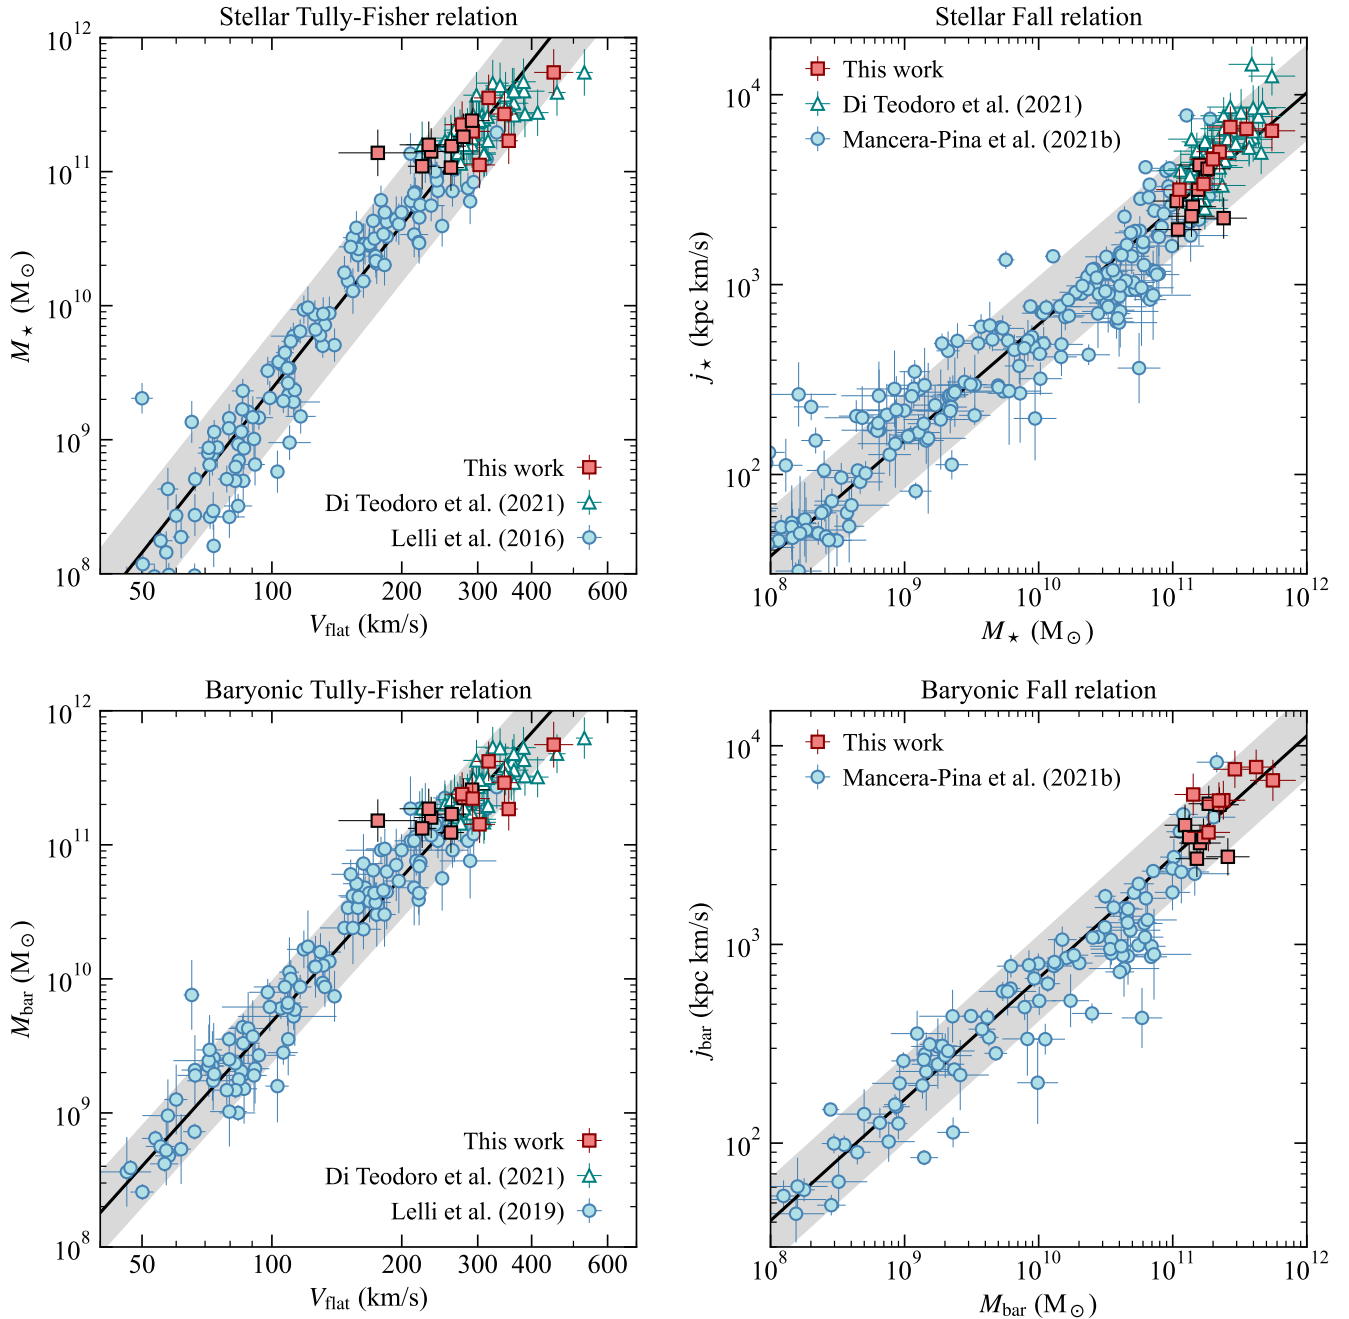 Stellar Tully-Fisher relation
10^12
10^11
10^10
10^9
10^8
M⋆ (M⊙)
This work
Di Teodoro et al. (2021)
Lelli et al. (2016)
50 100 200 300 400 600
V_flat (km/s)
Stellar Fall relation
This work
Di Teodoro et al. (2021)
Mancera-Pina et al. (2021b)
10^4
10^3
10^2
j⋆ (kpc km/s)
10^8 10^9 10^10 10^11 10^12
M⋆ (M⊙)
Baryonic Tully-Fisher relation
10^12
10^11
10^10
10^9
10^8
M_bar (M⊙)
This work
Di Teodoro et al. (2021)
Lelli et al. (2019)
50 100 200 300 400 600
V_flat (km/s)
Baryonic Fall relation
This work
Mancera-Pina et al. (2021b)
10^4
10^3
10^2
j_bar (kpc km/s)
10^8 10^9 10^10 10^11 10^12
M_bar (M⊙)